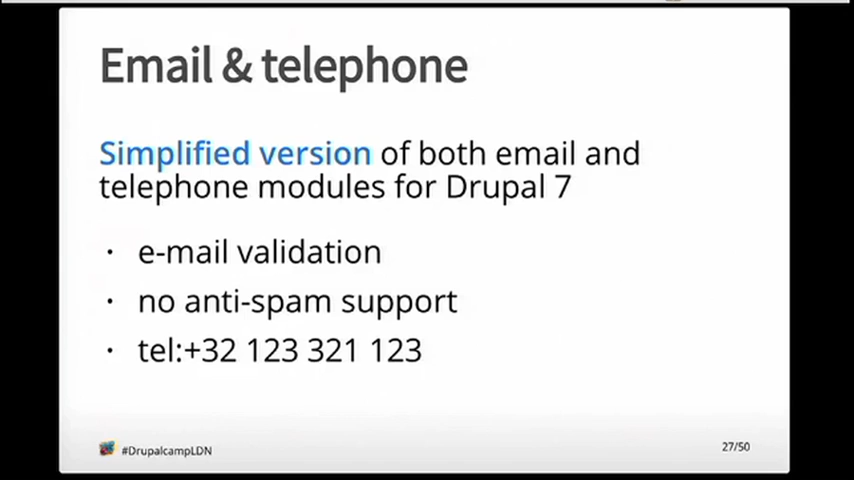 Email & telephone
Simplified version of both email and
telephone modules for Drupal 7
· e-mail validation
· no anti-spam support
· tel:+32 123 321 123
#DrupalcampLDN
27/50